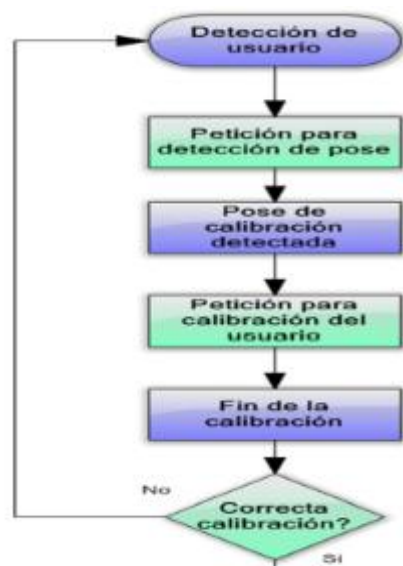 Detección de
usuario
Petición para
detección de pose
Pose de
calibración
detectada
Petición para
calibración del
usuario
Fin de la
calibración
No
Correcta
calibración?
Si